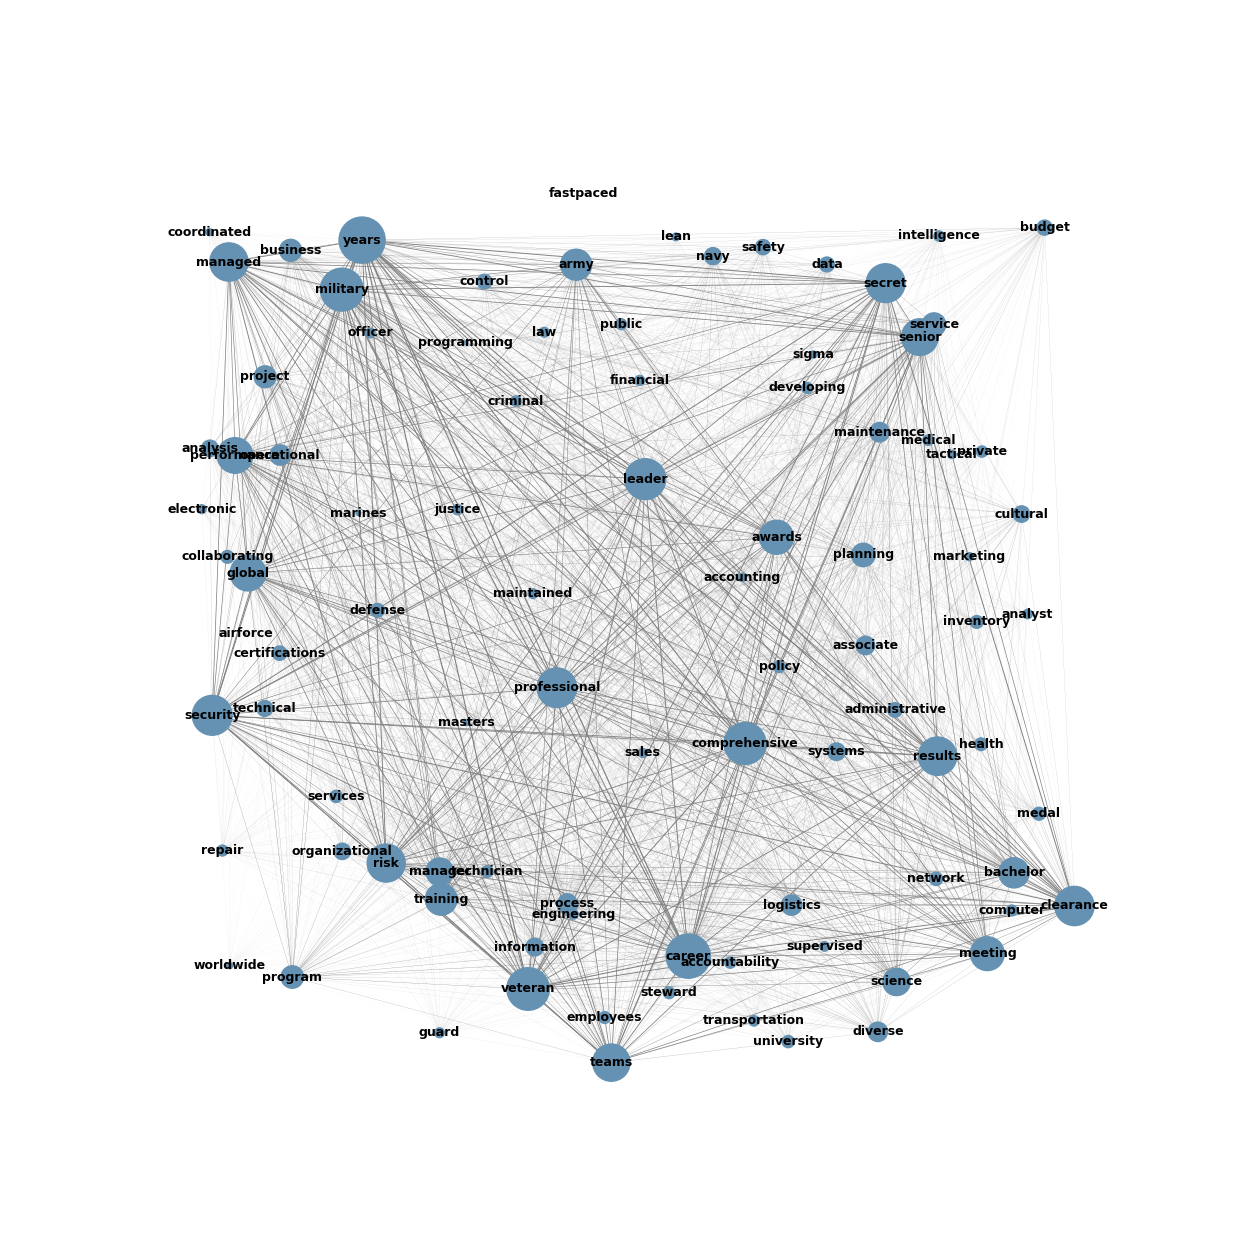 fastpaced
coordinated
budget
intelligence
lean
years
safety
business
navy
managed
army
data
control
secret
military
public
service
officer
law
senior
programming
sigma
project
financial
developing
criminal
maintenance
medical
analysis
private
tactical
performance
operational
leader
electronic
justice
marines
cultural
awards
planning
collaborating
marketing
global
accounting
maintained
defense
analyst
inventory
airforce
associate
certifications
policy
professional
technical
administrative
security
masters
comprehensive
health
systems
sales
results
services
medal
repair
organizational
risk
manager
technician
bachelor
network
training
process
logistics
clearance
computer
engineering
information
supervised
meeting
career
accountability
worldwide
program
science
veteran
steward
employees
transportation
guard
diverse
university
teams